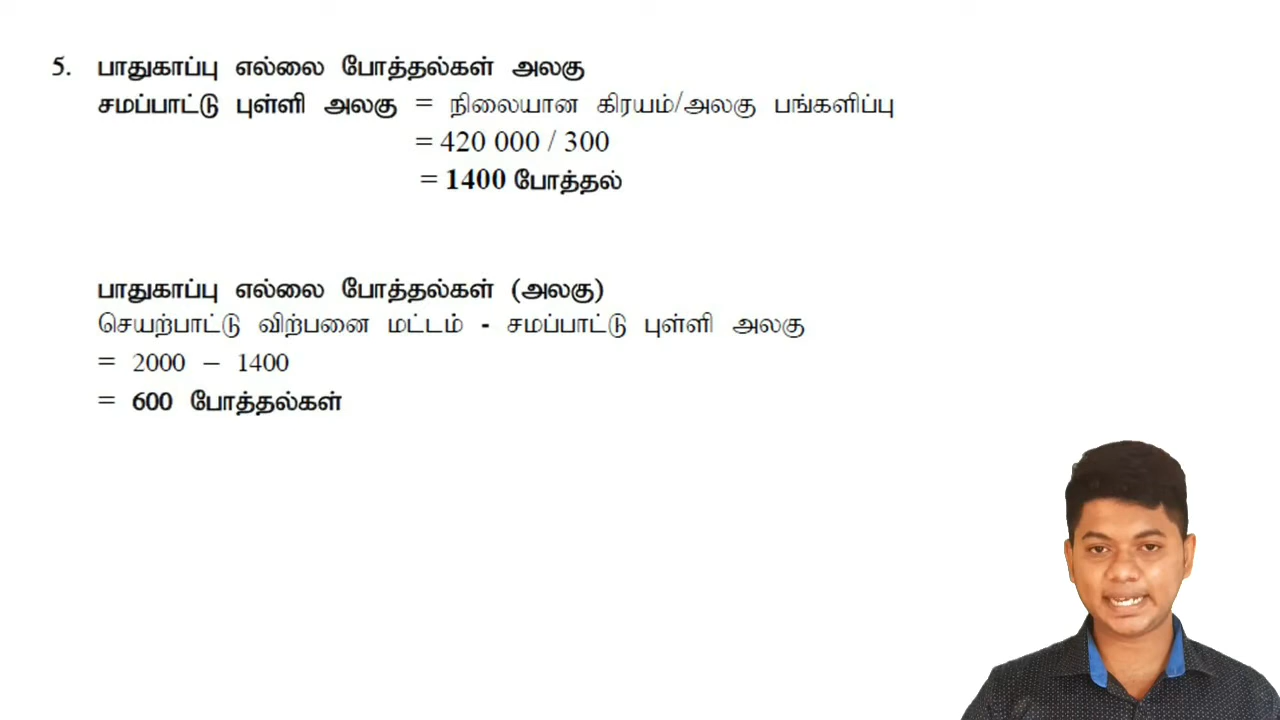 5. பாதுகாப்பு எல்லை போத்தல்கள் அலகு
சமப்பாட்டு புள்ளி அலகு = நிலையான கிரயம்/அலகு பங்களிப்பு
= 420 000 / 300
= 1400 போத்தல்
பாதுகாப்பு எல்லை போத்தல்கள் (அலகு)
செயற்பாட்டு விற்பனை மட்டம் - சமப்பாட்டு புள்ளி அலகு
= 2000 – 1400
= 600 போத்தல்கள்